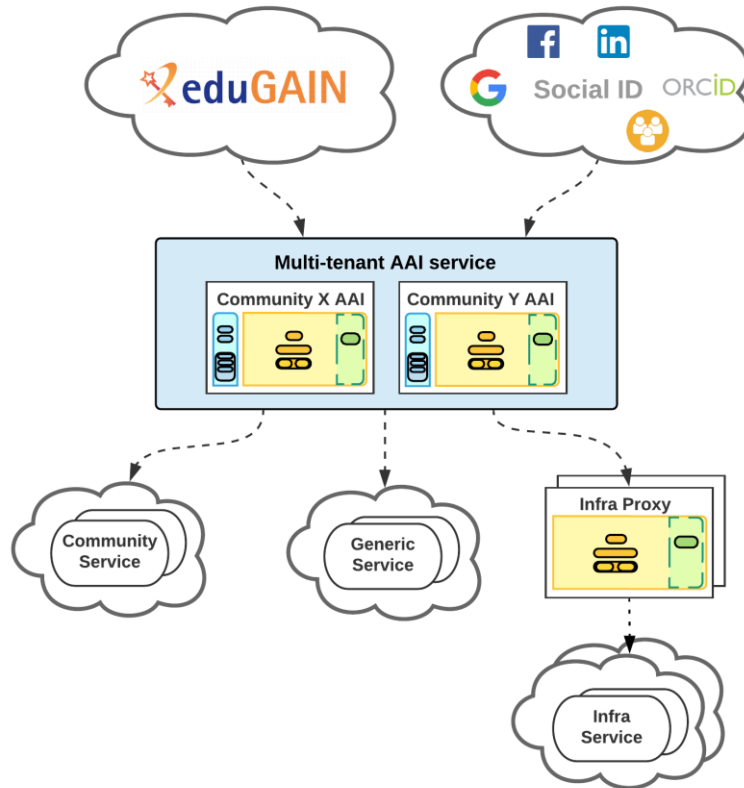 eduGAIN
f
in
G
Social ID
ORCiD
Multi-tenant AAI service
Community X AAI
Community Y AAI
Community
Service
Generic
Service
Infra Proxy
Infra
Service